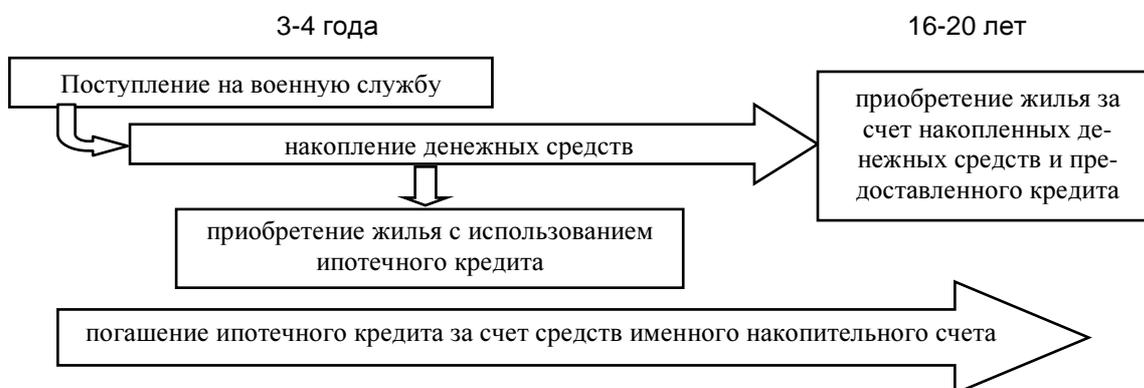 3-4 года
16-20 лет
Поступление на военную службу
накопление денежных средств
приобретение жилья за
счет накопленных де-
нежных средств и пре-
доставленного кредита
приобретение жилья с использованием
ипотечного кредита
погашение ипотечного кредита за счет средств именного накопительного счета